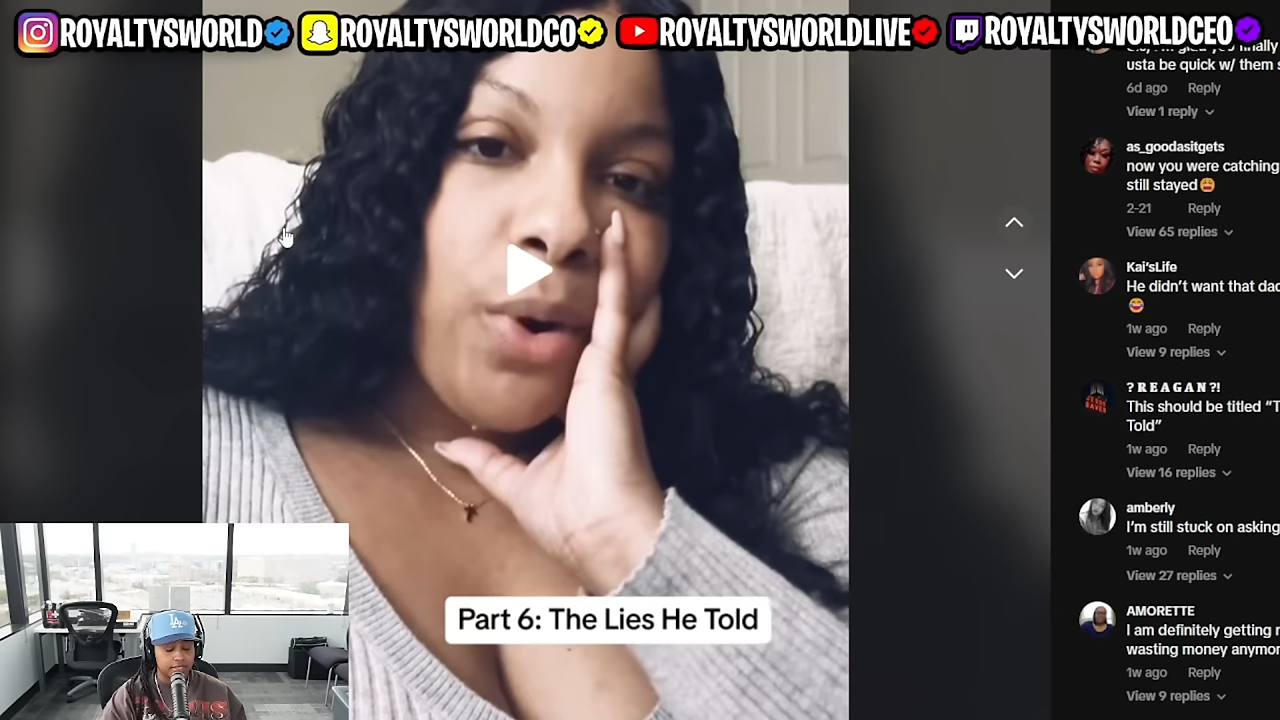 ROYALTYSWORLD ROYALTYSWORLDCO ROYALTYSWORLDLIVE ROYALTYSWORLDCEO
usta be quick w/ them
6d ago Reply
View 1 reply
as_goodasitgets
now you were catching
still stayed😩
2-21 Reply
View 65 replies
Kai'sLife
He didn't want that
😂
1w ago Reply
View 9 replies
? R E A G A N ?!
This should be titled
Told”
1w ago Reply
View 16 replies
amberly
I'm still stuck on asking
1w ago Reply
View 27 replies
AMORETTE
I am definitely getting
wasting money
1w ago Reply
View 9 replies
LA
Part 6: The Lies He Told